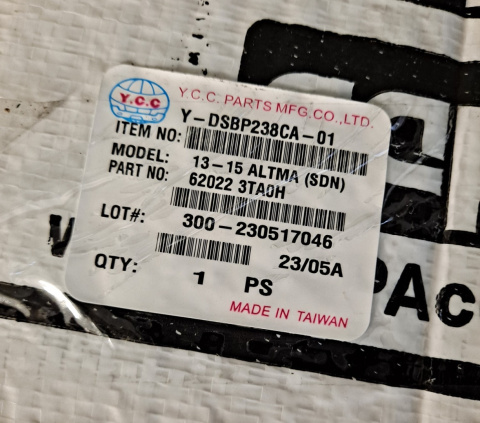 Y.C.C
Y.C.C. PARTS MFG.CO.,LTD.
Y-DSBP238CA-01
ITEM NO:
MODEL: 13-15 ALTMA (SDN)
PART NO: 62022 3TA0H
LOT#: 300-230517046
23/05A
QTY: 1 PS
MADE IN TAIWAN